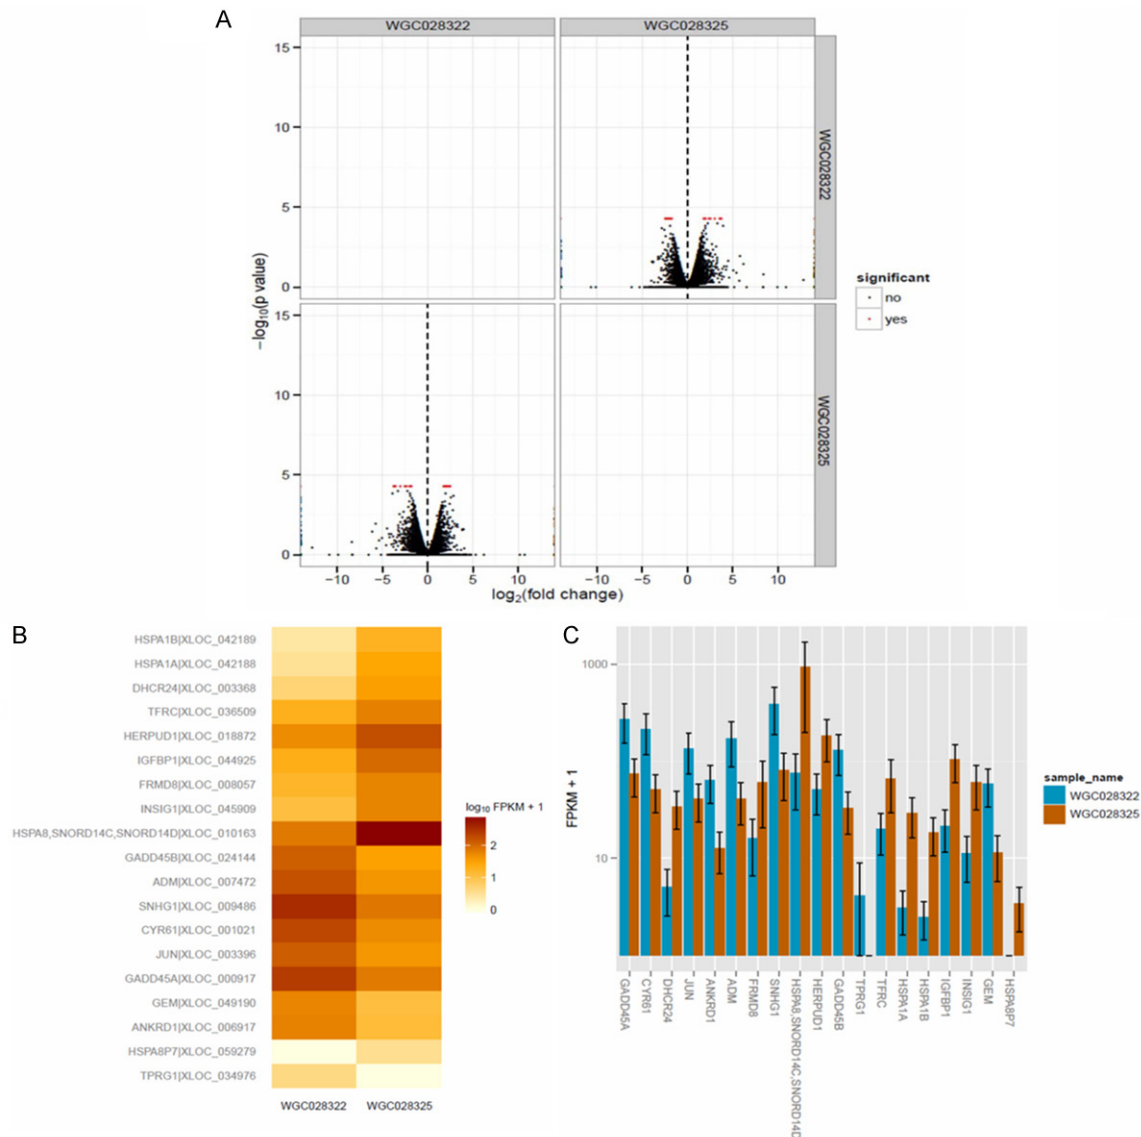 A
WGC028322 WGC028325
15
10
5
0
WGC028322
15
10
5
0
WGC028325
−log10(p value)
−10 −5 0 5 10 −10 −5 0 5 10
log2(fold change)
significant
no
yes
B
HSPA1B|XLOC_042189
HSPA1A|XLOC_042188
DHCR24|XLOC_003368
TFRC|XLOC_036509
HERPUD1|XLOC_018872
IGFBP1|XLOC_044925
FRMD8|XLOC_008057
INSIG1|XLOC_045909
HSPA8,SNORD14C,SNORD14D|XLOC_010163
GADD45B|XLOC_024144
ADM|XLOC_007472
SNHG1|XLOC_009486
CYR61|XLOC_001021
JUN|XLOC_003396
GADD45A|XLOC_000917
GEM|XLOC_049190
ANKRD1|XLOC_006917
HSPA8P7|XLOC_059279
TPRG1|XLOC_034976
WGC028322 WGC028325
log10 FPKM + 1
2
1
0
C
1000
10
FPKM + 1
GADD45A
CYR61
DHCR24
JUN
ANKRD1
ADM
FRMD8
SNHG1
HSPA8,SNORD14C,SNORD14D
HERPUD1
GADD45B
TPRG1
TFRC
HSPA1A
HSPA1B
IGFBP1
INSIG1
GEM
HSPA8P7
sample_name
WGC028322
WGC028325